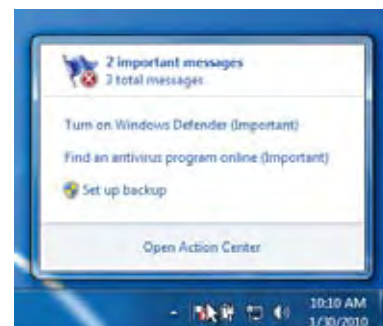 2 important messages
3 total messages
Turn on Windows Defender (Important)
Find an antivirus program online (Important)
Set up backup
Open Action Center
10:10 AM
1/30/2010